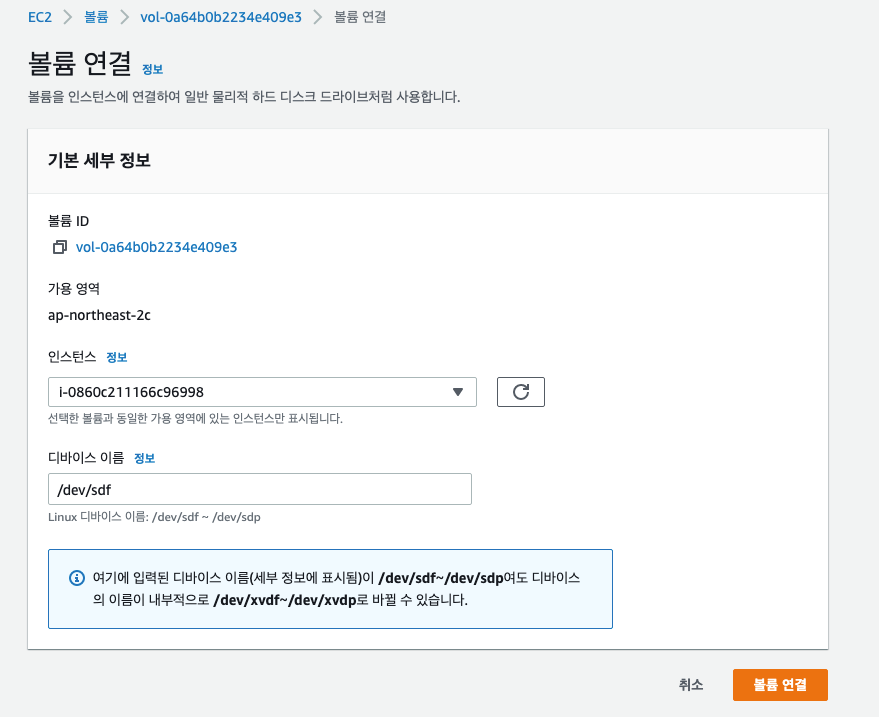 EC2 > 볼륨 > vol-0a64b0b2234e409e3 > 볼륨 연결
볼륨 연결 정보
볼륨을 인스턴스에 연결하여 일반 물리적 하드 디스크 드라이브처럼 사용합니다.
기본 세부 정보
볼륨 ID
vol-0a64b0b2234e409e3
가용 영역
ap-northeast-2c
인스턴스 정보
i-0860c211166c96998
선택한 볼륨과 동일한 가용 영역에 있는 인스턴스만 표시됩니다.
디바이스 이름 정보
/dev/sdf
Linux 디바이스 이름: /dev/sdf ~ /dev/sdp
여기에 입력된 디바이스 이름(세부 정보에 표시됨)이 /dev/sdf~/dev/sdp여도 디바이스
의 이름이 내부적으로 /dev/xvdf~/dev/xvdp로 바뀔 수 있습니다.
취소 볼륨 연결